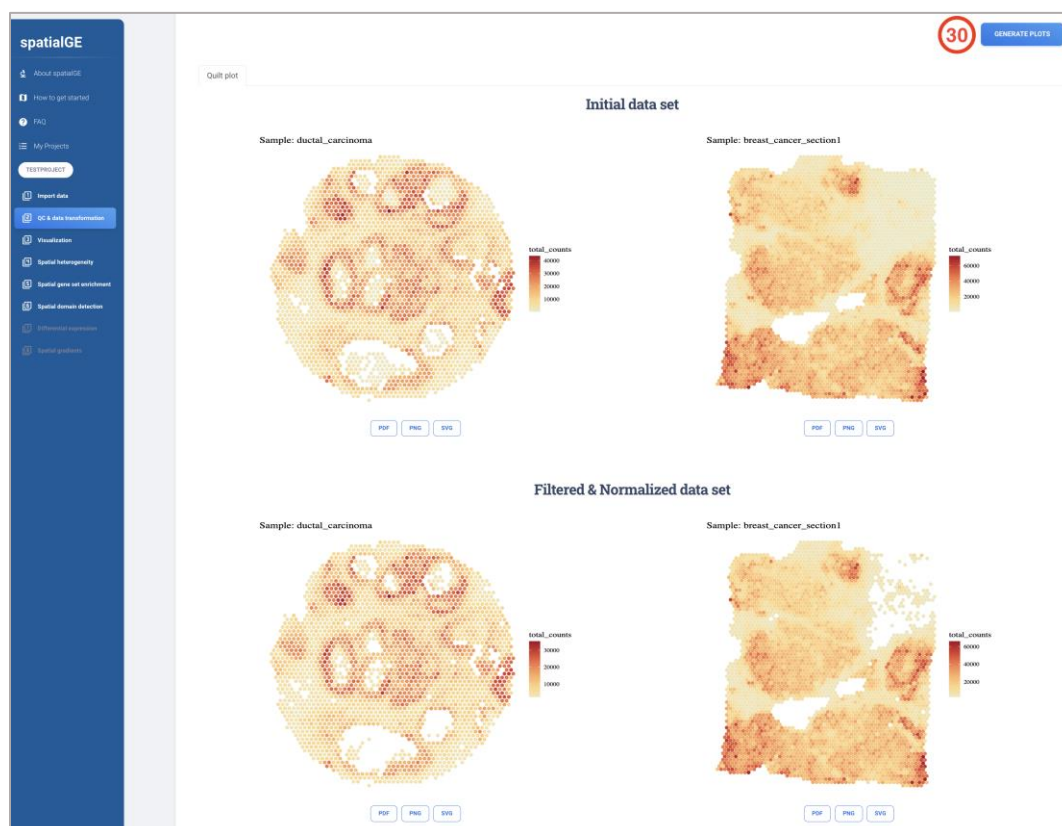 spatialGE
About spatialGE
How to get started
FAQ
My Projects
TESTPROJECT
Import data
QC & data transformation
Visualization
Spatial heterogeneity
Spatial gene set enrichment
Spatial domain detection
Differential expression
Spatial gradients
30
GENERATE PLOTS
Quilt plot
Initial data set
Sample: ductal_carcinoma
total_counts
40000
30000
20000
10000
PDF PNG SVG
Sample: breast_cancer_section1
total_counts
60000
40000
20000
PDF PNG SVG
Filtered & Normalized data set
Sample: ductal_carcinoma
total_counts
30000
20000
10000
PDF PNG SVG
Sample: breast_cancer_section1
total_counts
60000
40000
20000
PDF PNG SVG